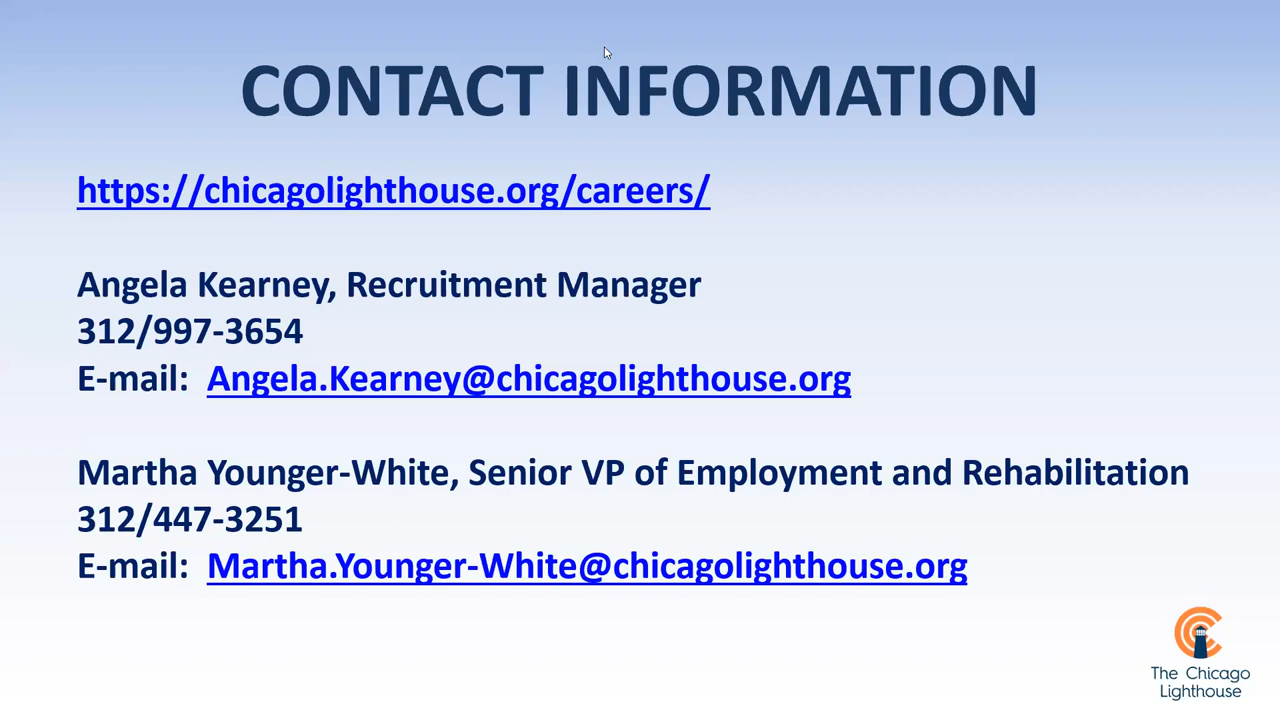 CONTACT INFORMATION
https://chicagolighthouse.org/careers/
Angela Kearney, Recruitment Manager
312/997-3654
E-mail:  Angela.Kearney@chicagolighthouse.org
Martha Younger-White, Senior VP of Employment and Rehabilitation
312/447-3251
E-mail:  Martha.Younger-White@chicagolighthouse.org
The Chicago
Lighthouse